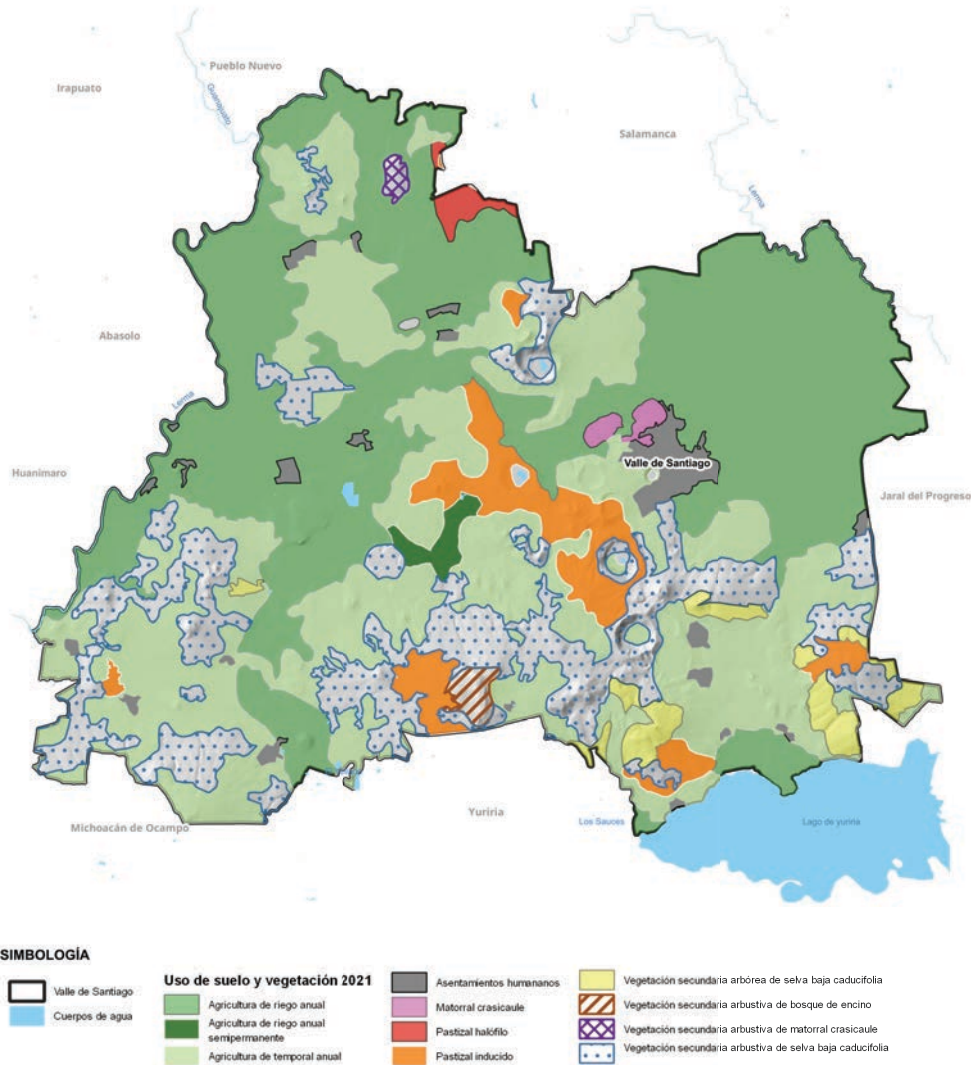 Pueblo Nuevo
Irapuato
Guanajuato
Salamanca
Lerma
Abasolo
Lerma
Huanímaro
Valle de Santiago
Jaral del Progreso
Yuriria
Michoacán de Ocampo
Los Sauces
Lago de yuriria
SIMBOLOGÍA
Valle de Santiago
Cuerpos de agua
Uso de suelo y vegetación 2021
Agricultura de riego anual
Agricultura de riego anual
semipermanente
Agricultura de temporal anual
Asentamientos humananos
Matorral crasicaule
Pastizal halófilo
Pastizal inducido
Vegetación secundaria arbórea de selva baja caducifolia
Vegetación secundaria arbustiva de bosque de encino
Vegetación secundaria arbustiva de matorral crasicaule
Vegetación secundaria arbustiva de selva baja caducifolia